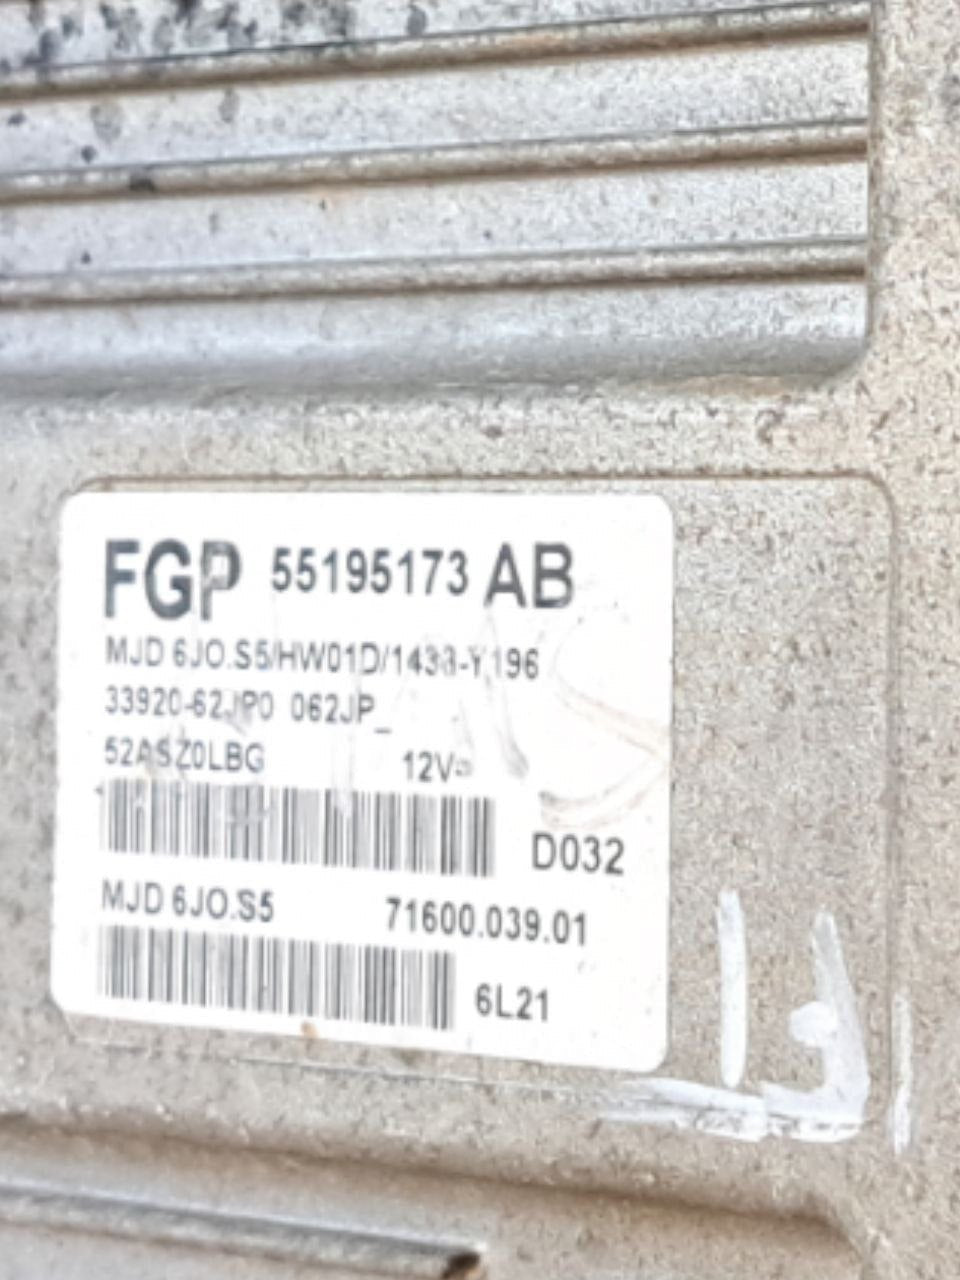 FGP 55195173 AB
MJD 6JO.S5/HW01D/1438-Y196
33920-62JP0 062JP_
52ASZ0LBG 12V=
D032
MJD 6JO.S5 71600.039.01
6L21